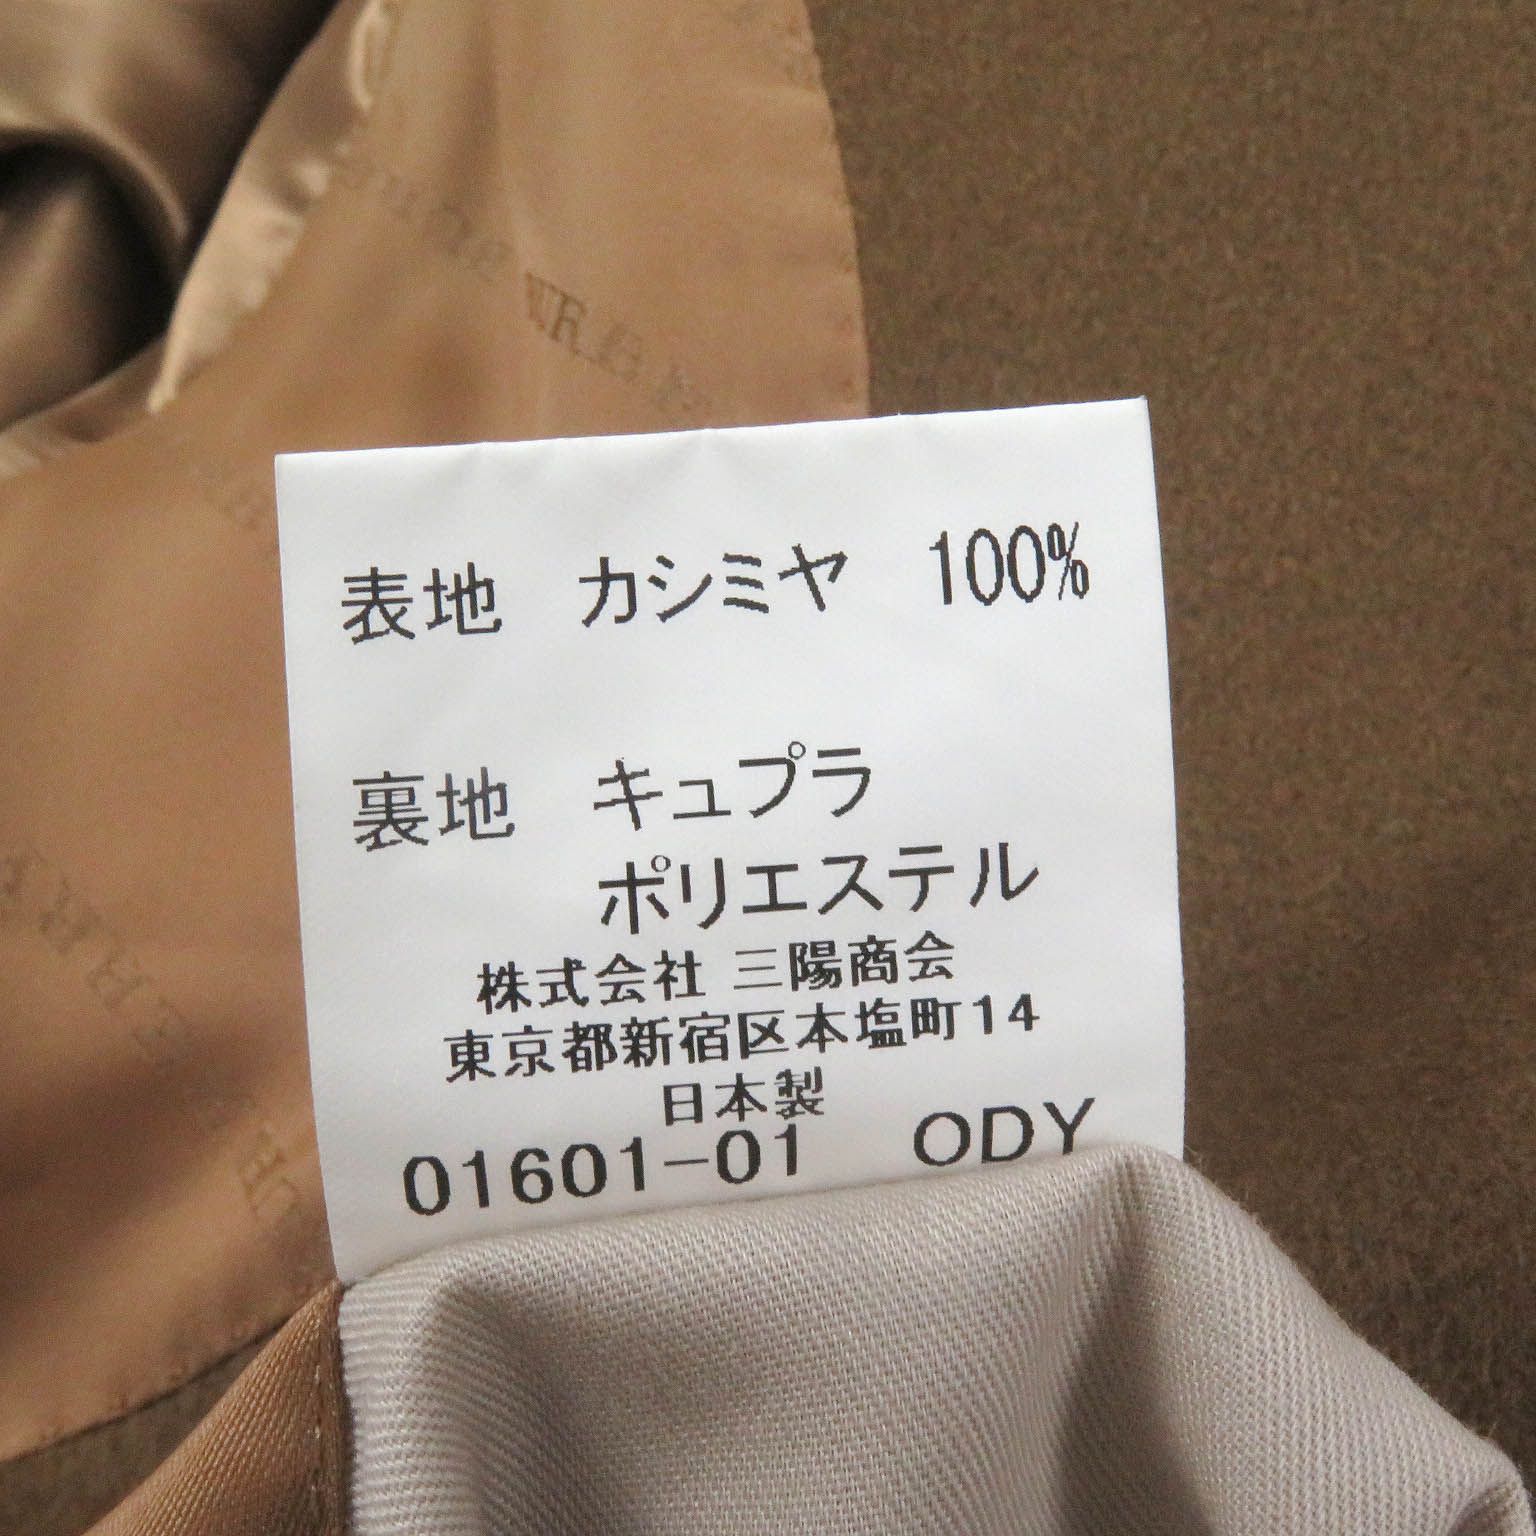 表地 カシミヤ 100%
裏地 キュプラ
ポリエステル
株式会社 三陽商会
東京都新宿区本塩町14
日本製
01601-01 ODY